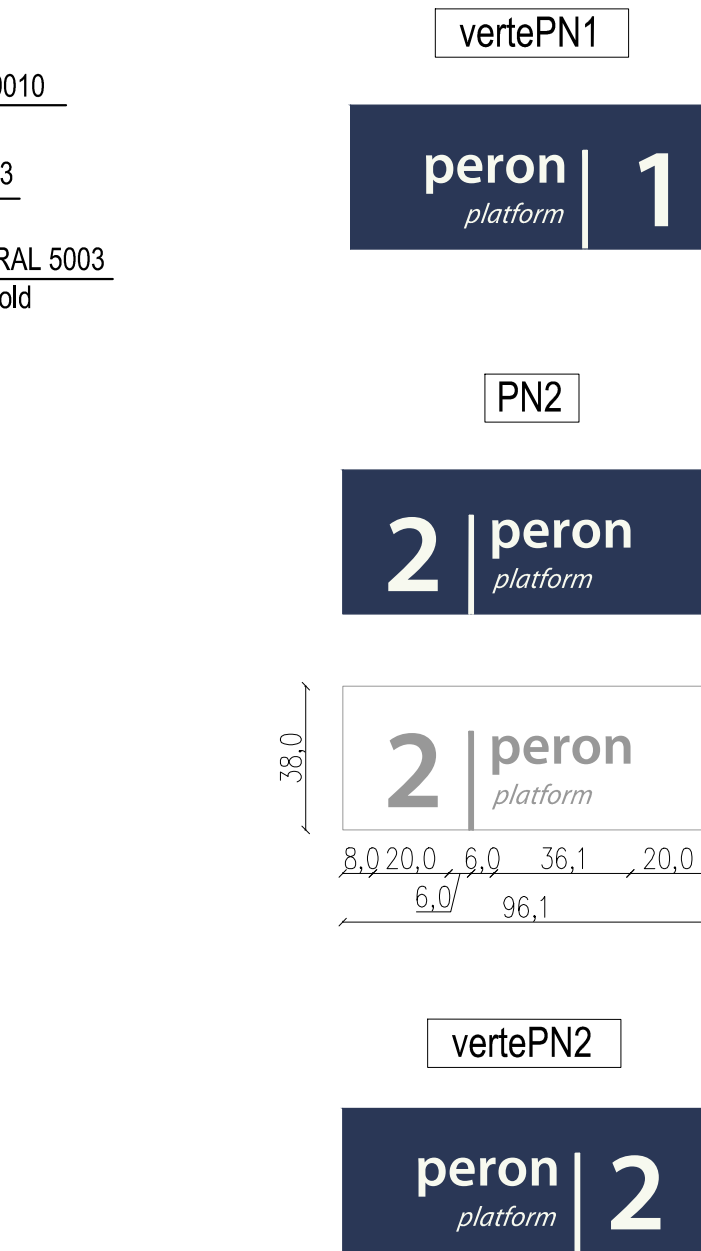 vertePN1
0010
peron
1
platform
3
RAL 5003
old
PN2
2
peron
platform
2
peron
platform
38,0
8,0 20,0 6,0 36,1 20,0
6,0
96,1
vertePN2
peron
2
platform